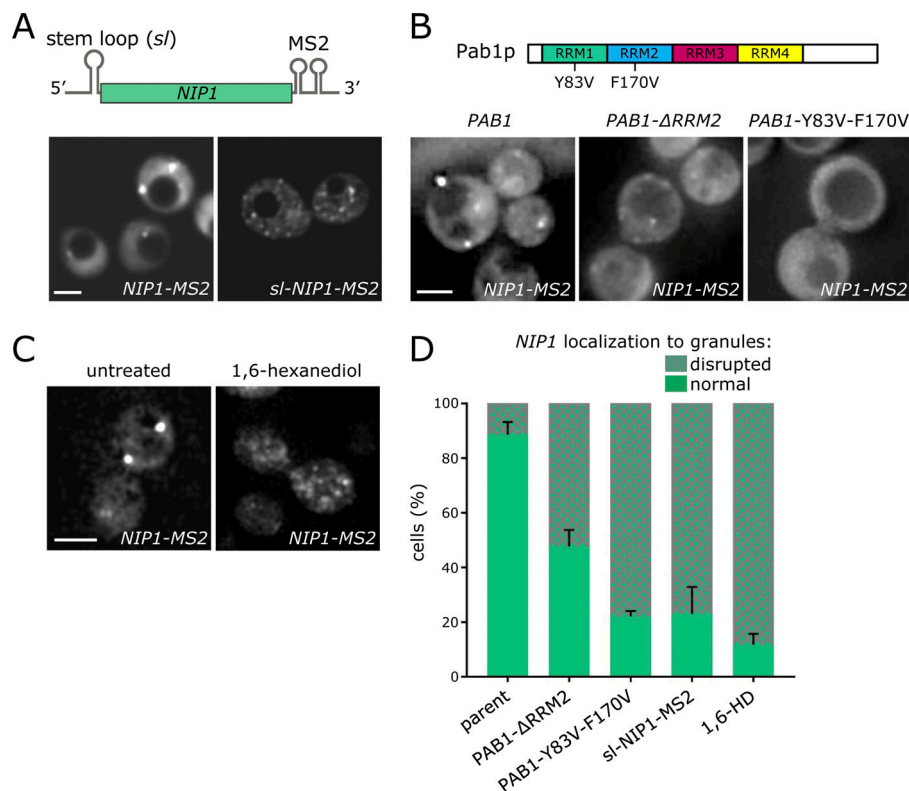 A
stem loop (sl)
MS2
5′
NIP1
3′
NIP1-MS2
sl-NIP1-MS2
B
Pab1p
RRM1 RRM2 RRM3 RRM4
Y83V F170V
PAB1 PAB1-ΔRRM2 PAB1-Y83V-F170V
NIP1-MS2 NIP1-MS2 NIP1-MS2
C
untreated 1,6-hexanediol
NIP1-MS2 NIP1-MS2
D
NIP1 localization to granules:
disrupted
normal
cells (%)
100
80
60
40
20
0
parent
PAB1-ΔRRM2
PAB1-Y83V-F170V
sl-NIP1-MS2
1,6-HD